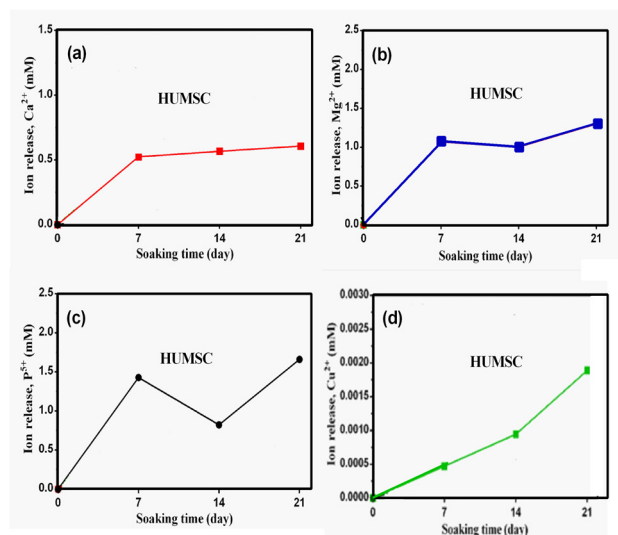 (a)
HUMSC
Ion release, Ca²⁺ (mM)
1.5
1.0
0.5
0.0
0 7 14 21
Soaking time (day)
(b)
HUMSC
Ion release, Mg²⁺ (mM)
2.5
2.0
1.5
1.0
0.5
0.0
0 7 14 21
Soaking time (day)
(c)
HUMSC
Ion release, P⁵⁺ (mM)
2.5
2.0
1.5
1.0
0.5
0.0
0 7 14 21
Soaking time (day)
(d)
HUMSC
Ion release, Cu²⁺ (mM)
0.0030
0.0025
0.0020
0.0015
0.0010
0.0005
0.0000
0 7 14 21
Soaking time (day)